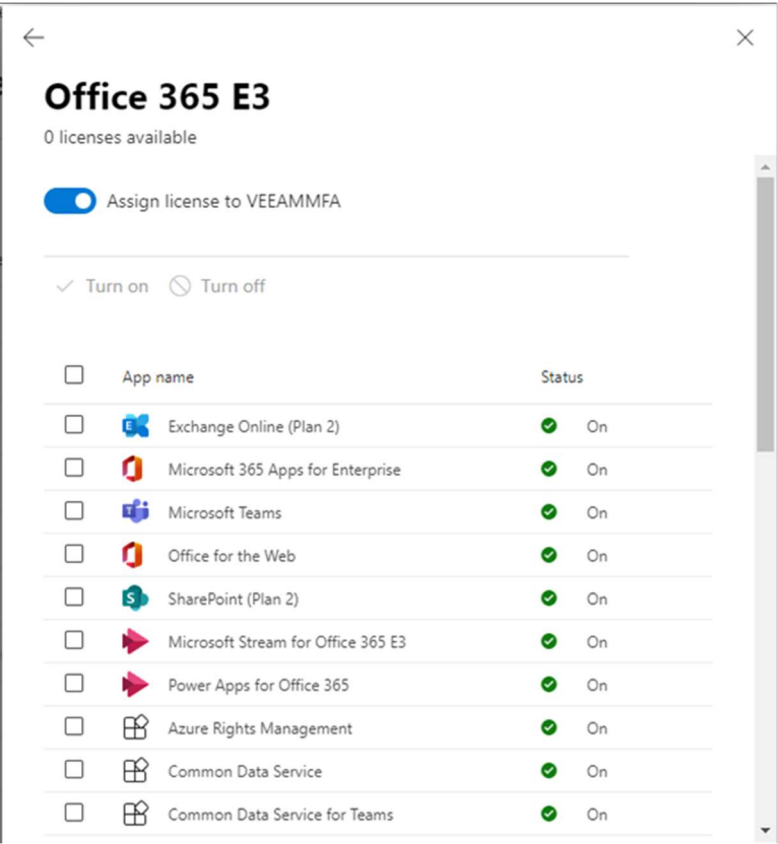 Office 365 E3
0 licenses available
Assign license to VEEAMMFA
Turn on Turn off
App name Status
Exchange Online (Plan 2) On
Microsoft 365 Apps for Enterprise On
Microsoft Teams On
Office for the Web On
SharePoint (Plan 2) On
Microsoft Stream for Office 365 E3 On
Power Apps for Office 365 On
Azure Rights Management On
Common Data Service On
Common Data Service for Teams On